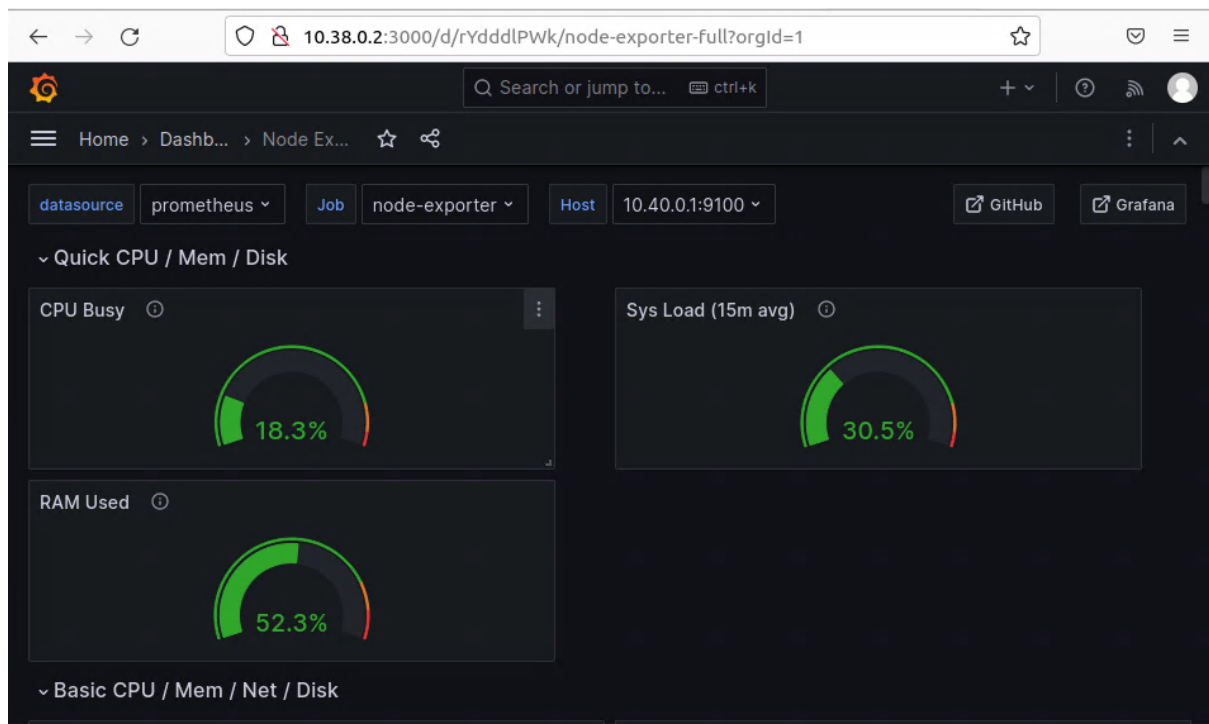 10.38.0.2:3000/d/rYdddlPWk/node-exporter-full?orgId=1
Search or jump to... ctrl+k
Home › Dashb... › Node Ex...
datasource prometheus Job node-exporter Host 10.40.0.1:9100 GitHub Grafana
Quick CPU / Mem / Disk
CPU Busy Sys Load (15m avg)
18.3% 30.5%
RAM Used
52.3%
Basic CPU / Mem / Net / Disk